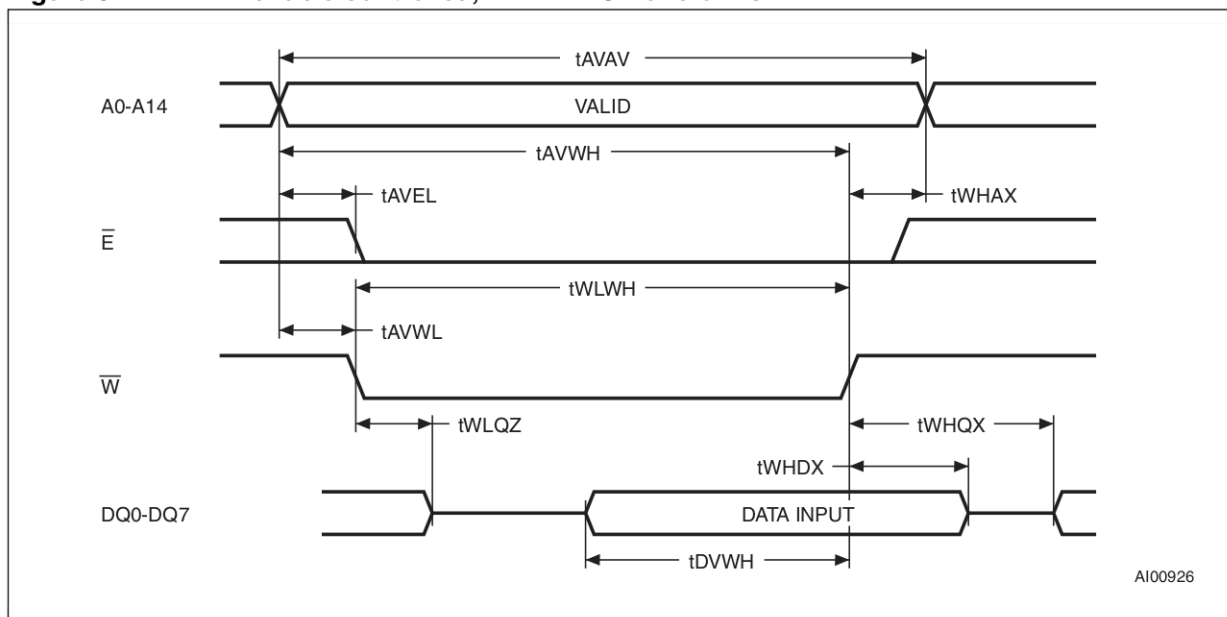 tAVAV
A0-A14
VALID
tAVWH
tAVEL
tWHAX
E̅
tWLWH
tAVWL
W̅
tWLQZ
tWHQX
tWHDX
DQ0-DQ7
DATA INPUT
tDVWH
AI00926